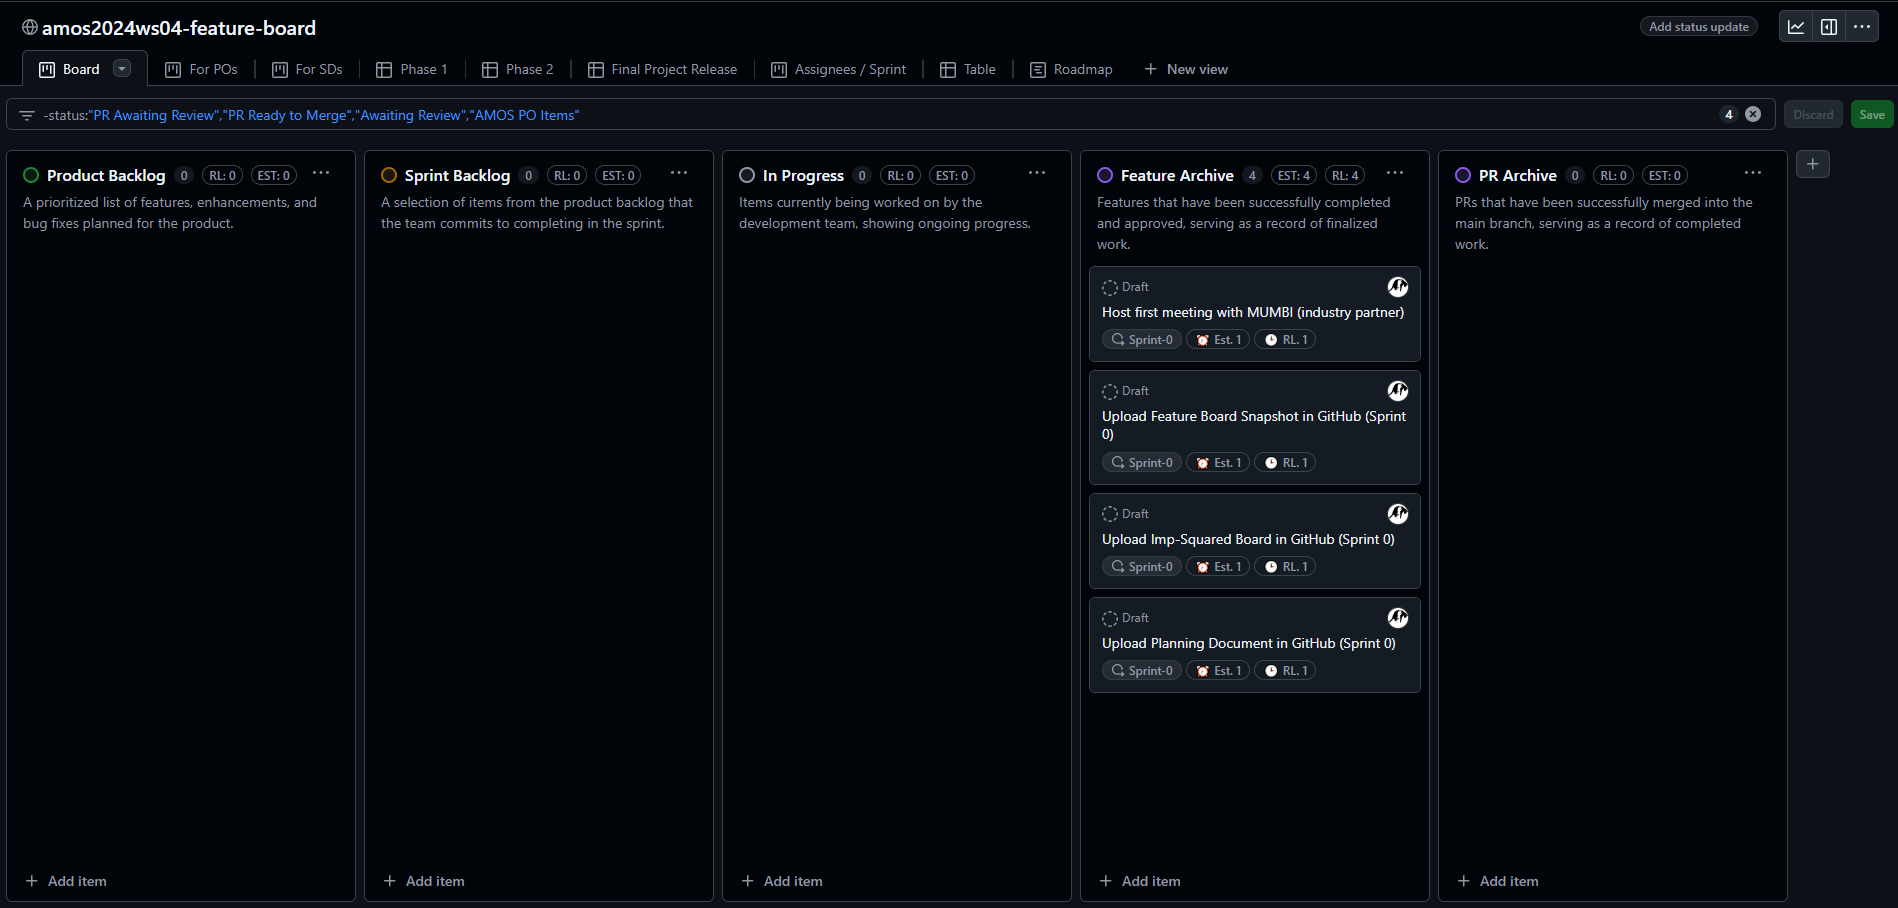 amos2024ws04-feature-board
Add status update
Board
For POs
For SDs
Phase 1
Phase 2
Final Project Release
Assignees / Sprint
Table
Roadmap
New view
-status:"PR Awaiting Review","PR Ready to Merge","Awaiting Review","AMOS PO Items"
4
Discard
Save
Product Backlog 0 RL: 0 EST: 0
A prioritized list of features, enhancements, and
bug fixes planned for the product.
Add item
Sprint Backlog 0 RL: 0 EST: 0
A selection of items from the product backlog that
the team commits to completing in the sprint.
Add item
In Progress 0 RL: 0 EST: 0
Items currently being worked on by the
development team, showing ongoing progress.
Add item
Feature Archive 4 EST: 4 RL: 4
Features that have been successfully completed
and approved, serving as a record of finalized
work.
Draft
Host first meeting with MUMBI (industry partner)
Sprint-0 Est. 1 RL. 1
Draft
Upload Feature Board Snapshot in GitHub (Sprint
0)
Sprint-0 Est. 1 RL. 1
Draft
Upload Imp-Squared Board in GitHub (Sprint 0)
Sprint-0 Est. 1 RL. 1
Draft
Upload Planning Document in GitHub (Sprint 0)
Sprint-0 Est. 1 RL. 1
Add item
PR Archive 0 RL: 0 EST: 0
PRs that have been successfully merged into the
main branch, serving as a record of completed
work.
Add item